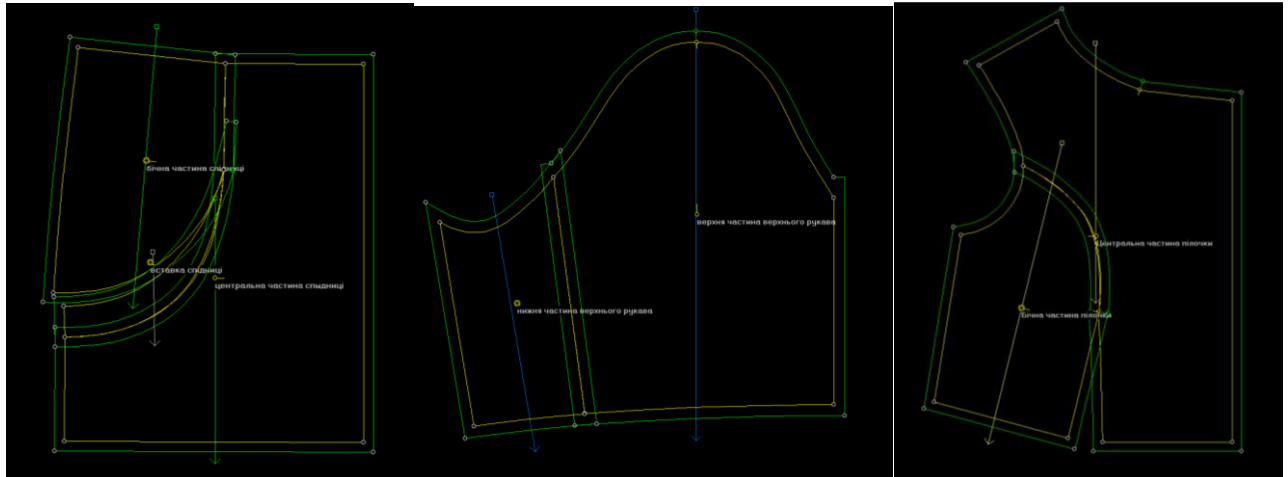 бічна частина спідниці
вставка спідниці
центральна частина спыдниці
верхня частина верхнього рукава
нижня частина верхнього рукава
Центральна частина пілочки
бічна частина пілочки